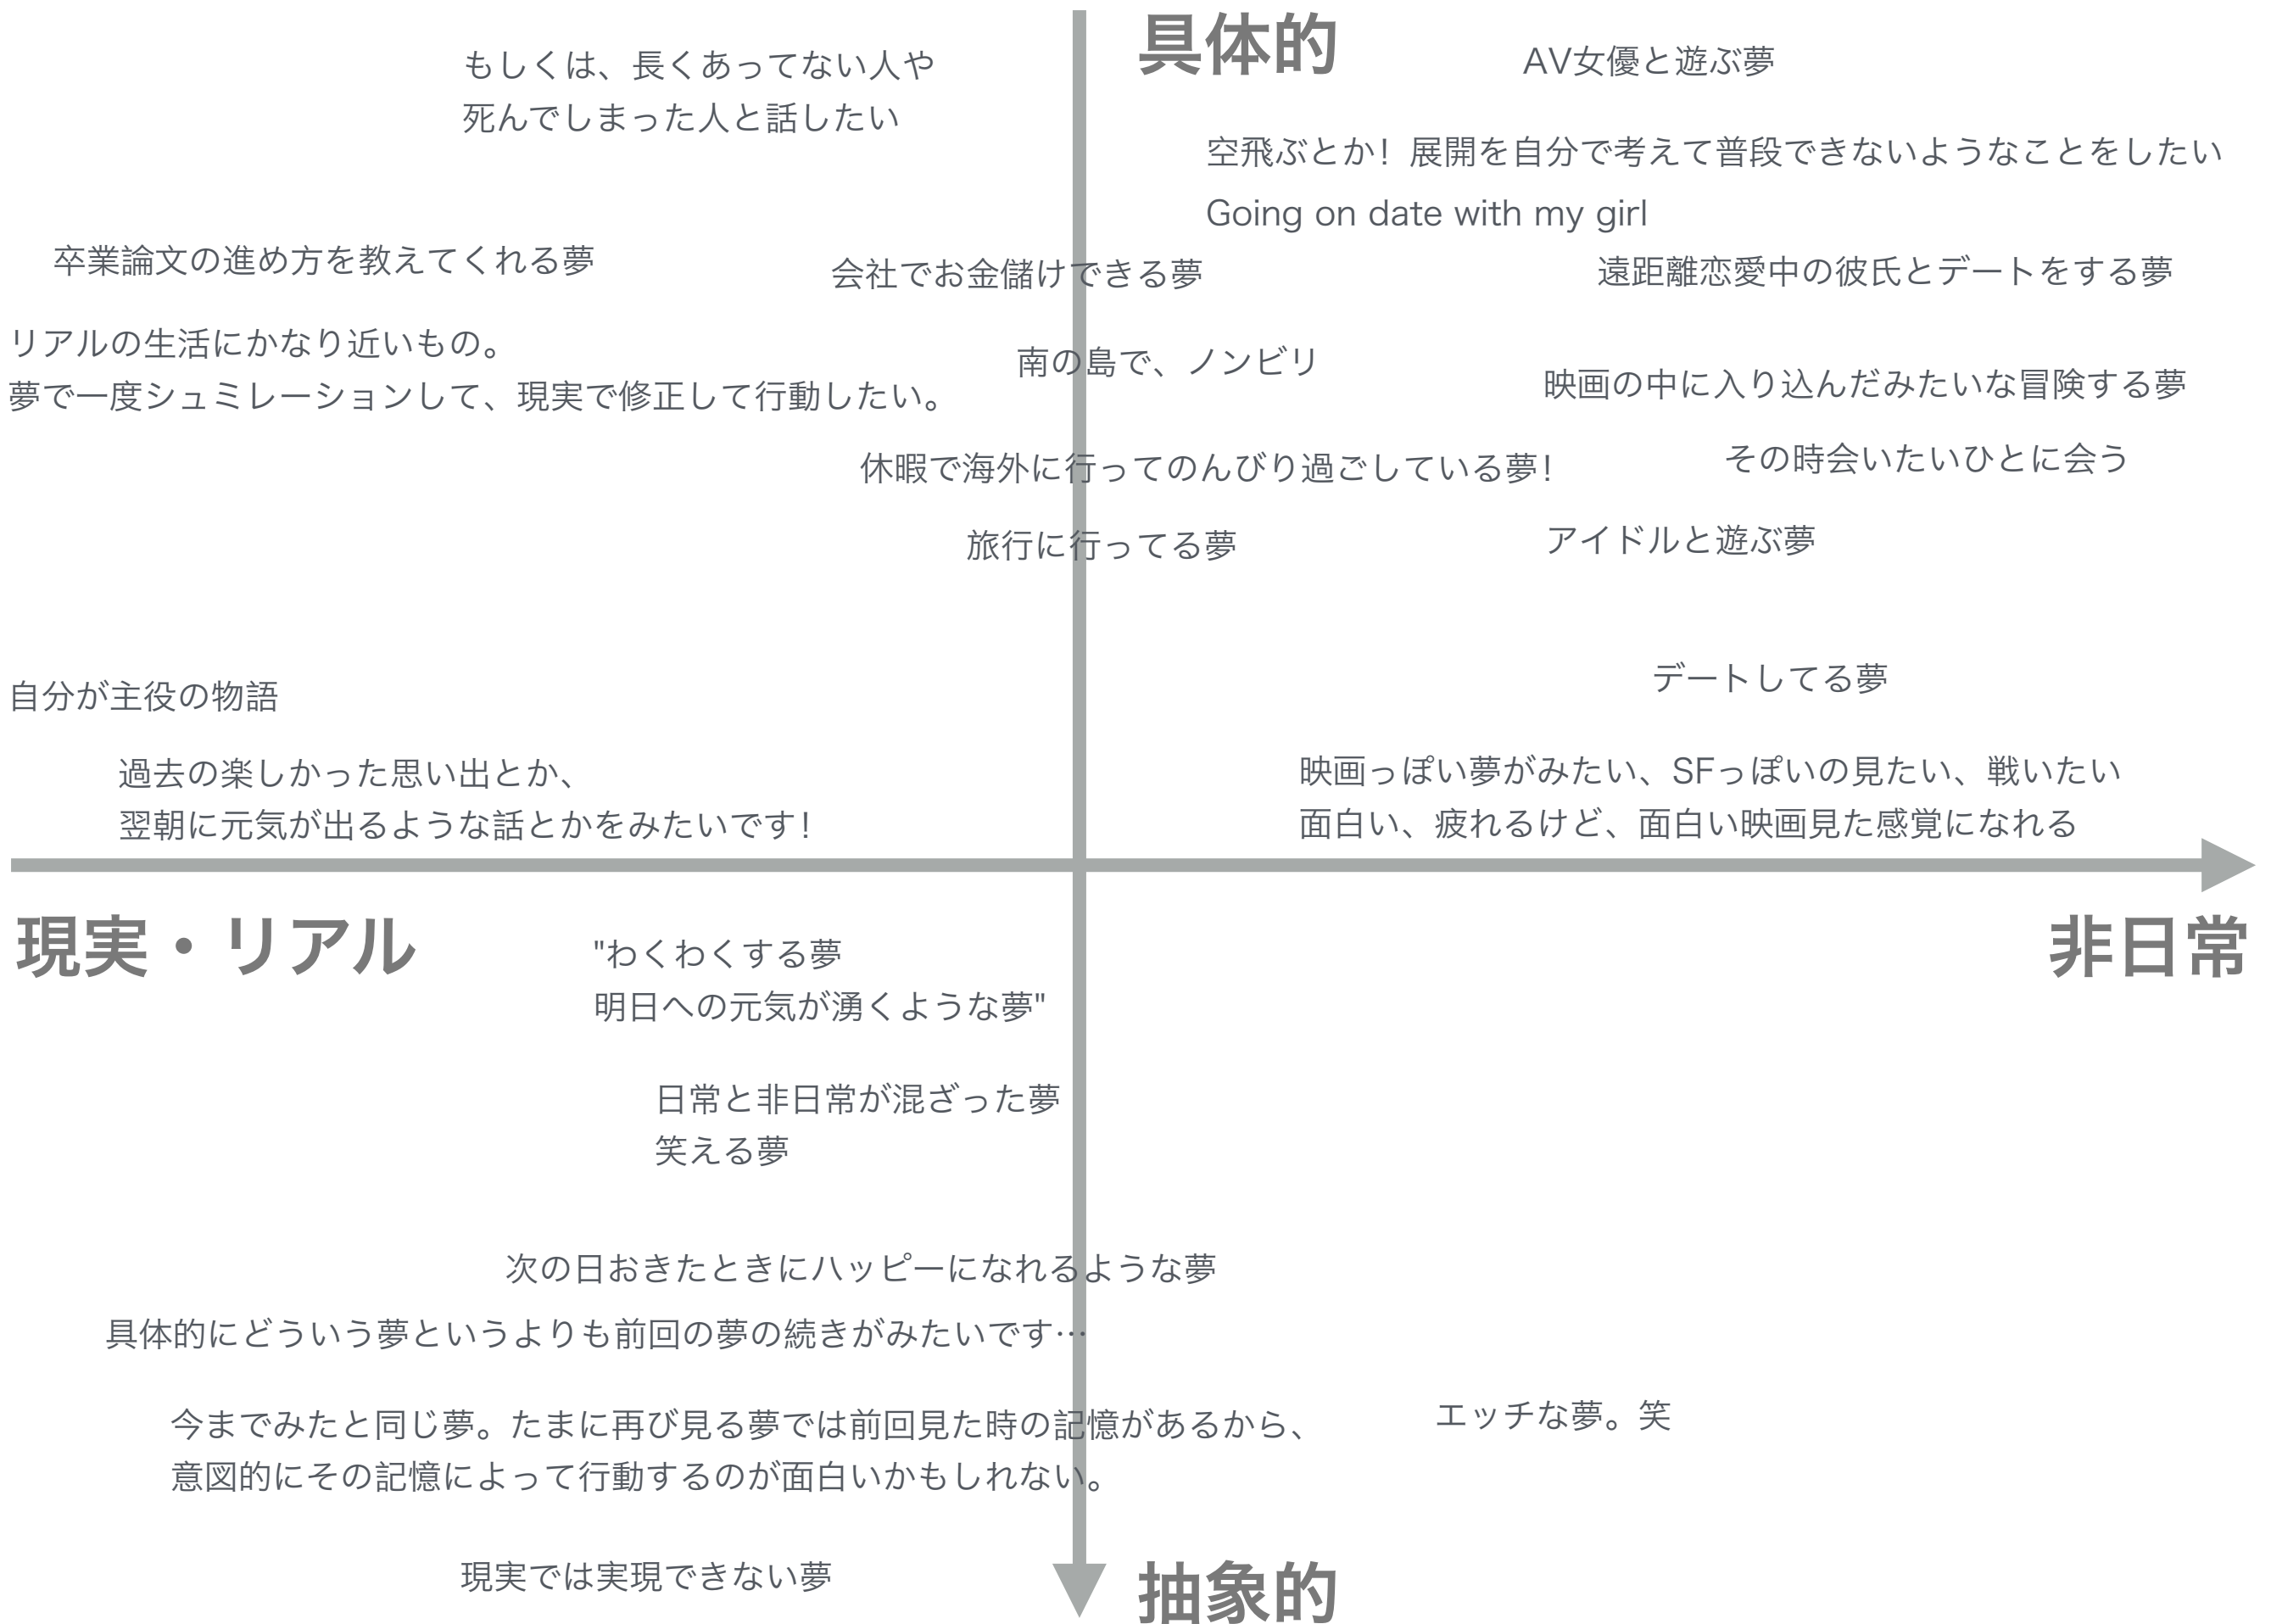 具体的
AV女優と遊ぶ夢
もしくは、長くあってない人や
死んでしまった人と話したい
空飛ぶとか！展開を自分で考えて普段できないようなことをしたい
Going on date with my girl
卒業論文の進め方を教えてくれる夢
会社でお金儲けできる夢
遠距離恋愛中の彼氏とデートをする夢
リアルの生活にかなり近いもの。
夢で一度シュミレーションして、現実で修正して行動したい。
南の島で、ノンビリ
映画の中に入り込んだみたいな冒険する夢
休暇で海外に行ってのんびり過ごしている夢！
その時会いたいひとに会う
旅行に行ってる夢
アイドルと遊ぶ夢
自分が主役の物語
デートしてる夢
過去の楽しかった思い出とか、
翌朝に元気が出るような話とかをみたいです！
映画っぽい夢がみたい、SFっぽいの見たい、戦いたい
面白い、疲れるけど、面白い映画見た感覚になれる
現実・リアル
非日常
"わくわくする夢
明日への元気が湧くような夢"
日常と非日常が混ざった夢
笑える夢
次の日おきたときにハッピーになれるような夢
具体的にどういう夢というよりも前回の夢の続きがみたいです…
今までみたと同じ夢。たまに再び見る夢では前回見た時の記憶があるから、
意図的にその記憶によって行動するのが面白いかもしれない。
エッチな夢。笑
現実では実現できない夢
抽象的